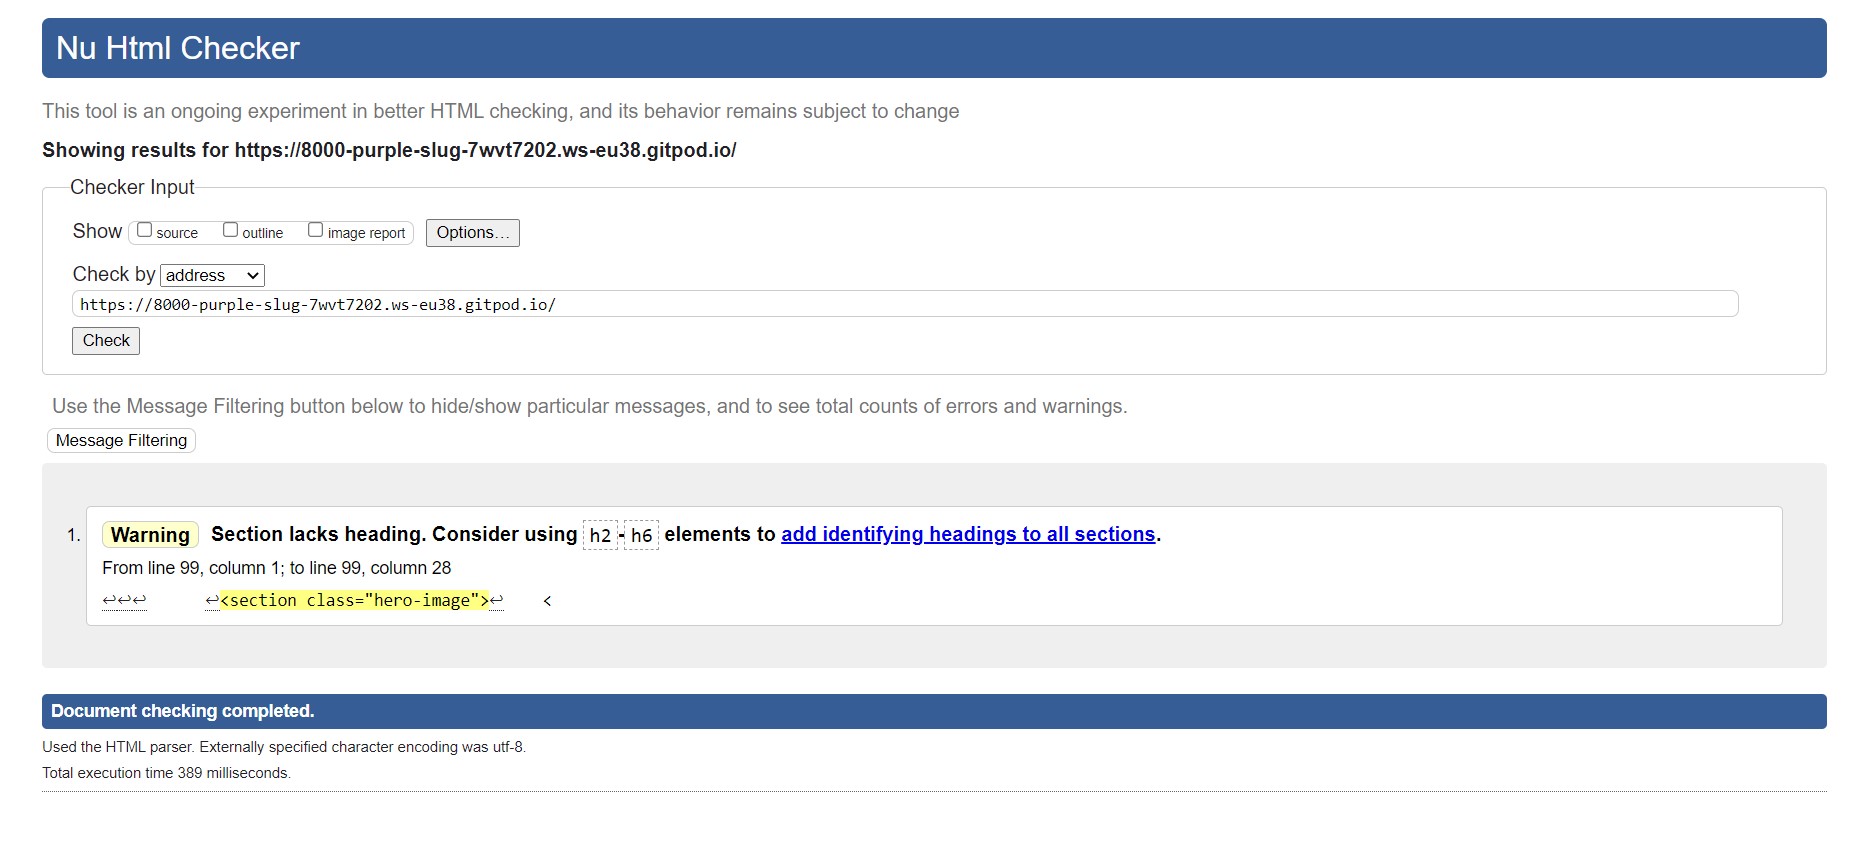 Nu Html Checker
This tool is an ongoing experiment in better HTML checking, and its behavior remains subject to change
Showing results for https://8000-purple-slug-7wvt7202.ws-eu38.gitpod.io/
Checker Input
Show source outline image report Options...
Check by address
https://8000-purple-slug-7wvt7202.ws-eu38.gitpod.io/
Check
Use the Message Filtering button below to hide/show particular messages, and to see total counts of errors and warnings.
Message Filtering
1. Warning Section lacks heading. Consider using h2-h6 elements to add identifying headings to all sections.
From line 99, column 1; to line 99, column 28
↩↩↩ ↩<section class="hero-image">↩ <
Document checking completed.
Used the HTML parser. Externally specified character encoding was utf-8.
Total execution time 389 milliseconds.